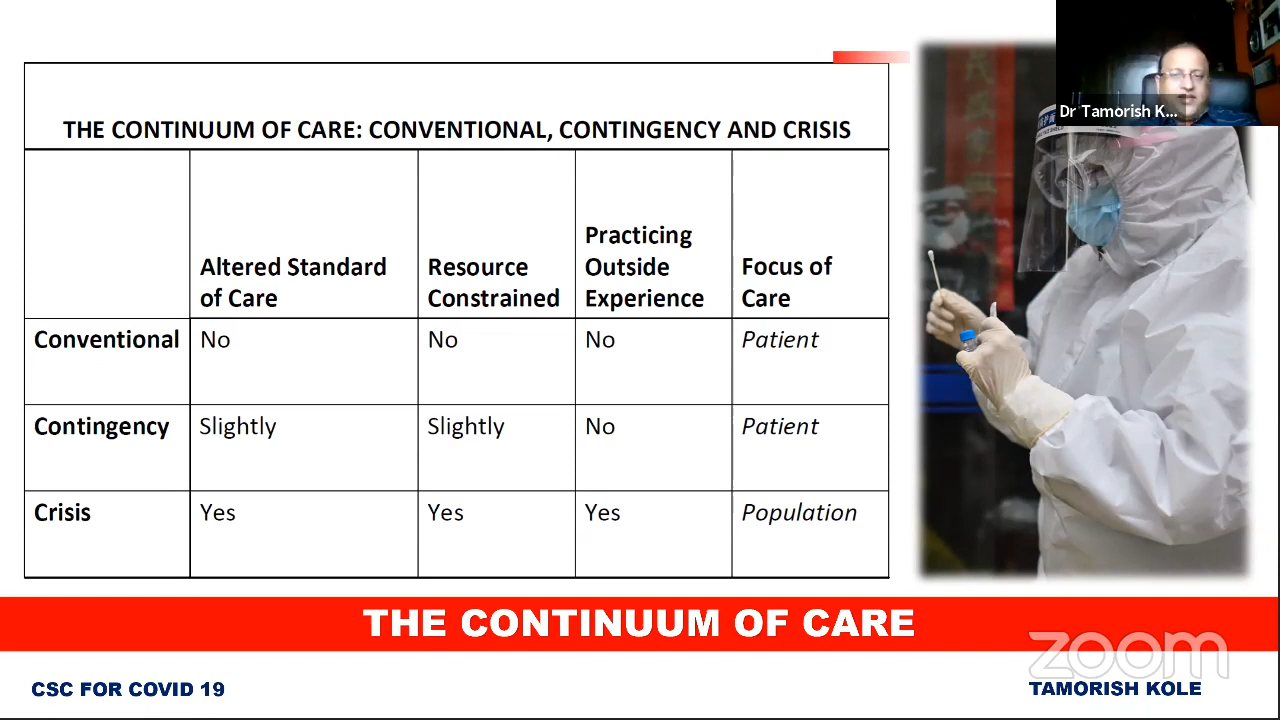 Dr Tamorish K...
THE CONTINUUM OF CARE: CONVENTIONAL, CONTINGENCY AND CRISIS
Altered Standard
of Care
Resource
Constrained
Practicing
Outside
Experience
Focus of
Care
Conventional No No No Patient
Contingency Slightly Slightly No Patient
Crisis Yes Yes Yes Population
THE CONTINUUM OF CARE
zoom
CSC FOR COVID 19
TAMORISH KOLE